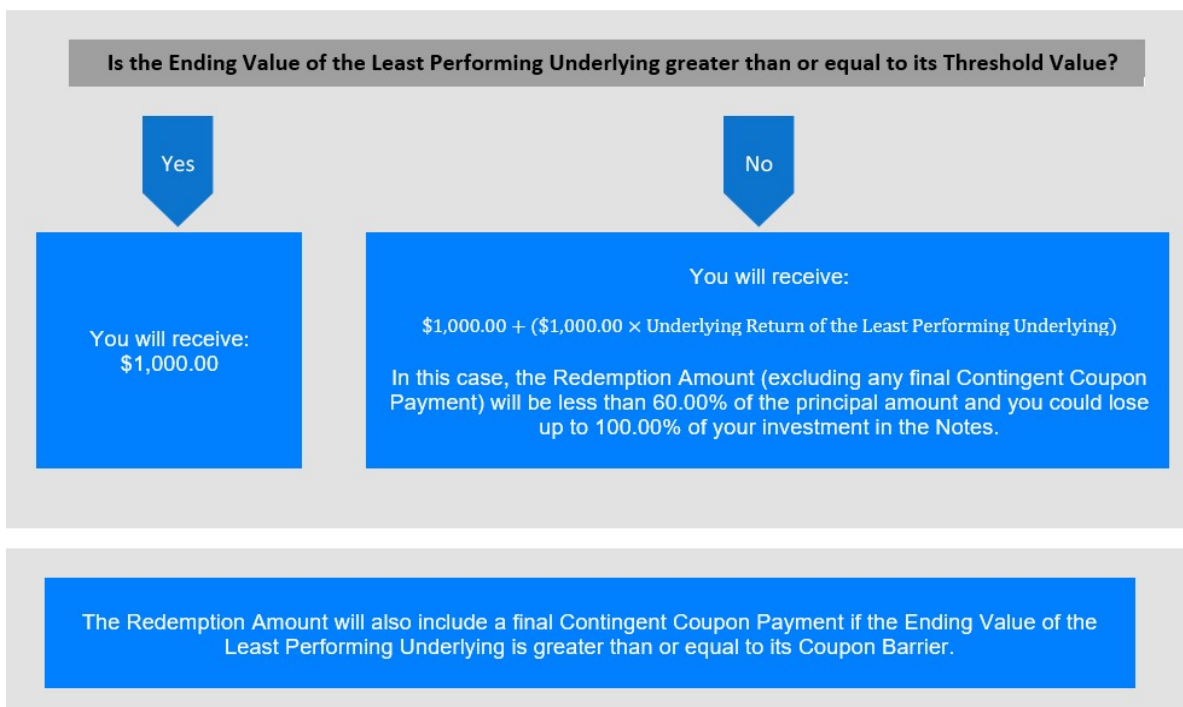 Is the Ending Value of the Least Performing Underlying greater than or equal to its Threshold Value?
Yes
No
You will receive:
$1,000.00
You will receive:
$1,000.00 + ($1,000.00 × Underlying Return of the Least Performing Underlying)
In this case, the Redemption Amount (excluding any final Contingent Coupon
Payment) will be less than 60.00% of the principal amount and you could lose
up to 100.00% of your investment in the Notes.
The Redemption Amount will also include a final Contingent Coupon Payment if the Ending Value of the
Least Performing Underlying is greater than or equal to its Coupon Barrier.